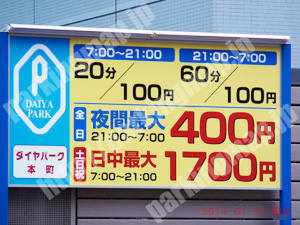 P
DAIYA
PARK
ダイヤパーク
本町
7:00〜21:00
20分
100円
21:00〜7:00
60分
100円
全日
夜間最大
21:00〜7:00
400円
土日祝
日中最大
7:00〜21:00
1700円